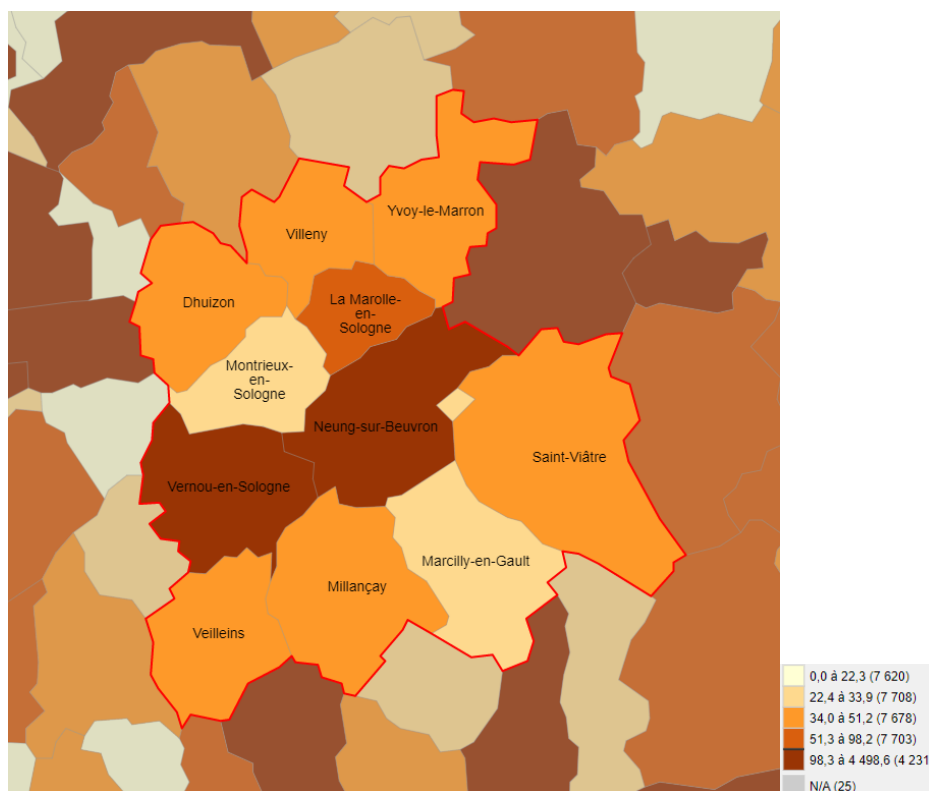 Yvoy-le-Marron
Villeny
Dhuizon
La Marolle-
en-
Sologne
Montrieux-
en-
Sologne
Neung-sur-Beuvron
Saint-Viâtre
Vernou-en-Sologne
Marcilly-en-Gault
Millançay
Veilleins
0,0 à 22,3 (7 620)
22,4 à 33,9 (7 708)
34,0 à 51,2 (7 678)
51,3 à 98,2 (7 703)
98,3 à 4 498,6 (4 231
N/A (25)